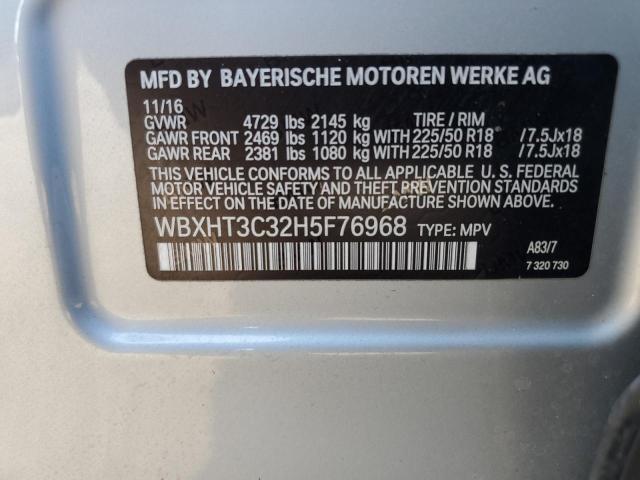 MFD BY BAYERISCHE MOTOREN WERKE AG
11/16
GVWR 4729 lbs 2145 kg TIRE / RIM
GAWR FRONT 2469 lbs 1120 kg WITH 225/50 R18 /7.5Jx18
GAWR REAR 2381 lbs 1080 kg WITH 225/50 R18 /7.5Jx18
THIS VEHICLE CONFORMS TO ALL APPLICABLE U. S. FEDERAL
MOTOR VEHICLE SAFETY AND THEFT PREVENTION STANDARDS
IN EFFECT ON THE DATE OF MANUFACTURE SHOWN ABOVE.
WBXHT3C32H5F76968 TYPE: MPV
A83/7
7 320 730